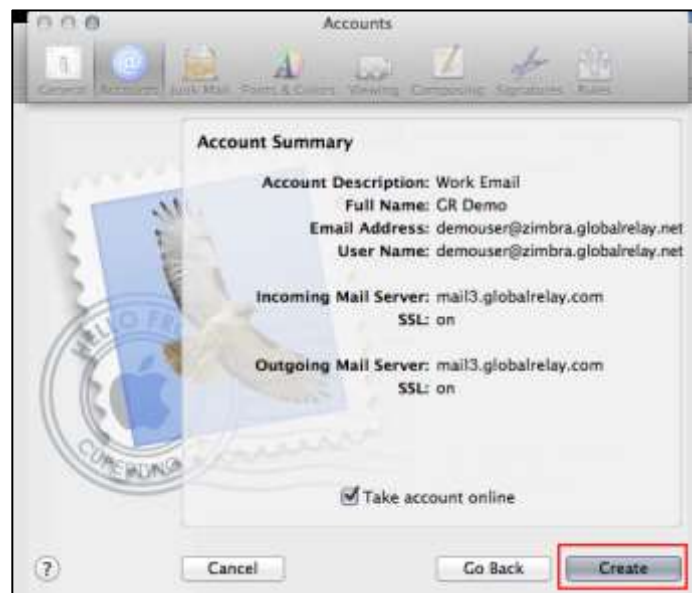 Accounts
General Accounts Junk Mail Fonts & Colors Viewing Composing Signatures Rules
Account Summary
Account Description: Work Email
Full Name: GR Demo
Email Address: demouser@zimbra.globalrelay.net
User Name: demouser@zimbra.globalrelay.net
Incoming Mail Server: mail3.globalrelay.com
SSL: on
Outgoing Mail Server: mail3.globalrelay.com
SSL: on
Take account online
? Cancel Go Back Create